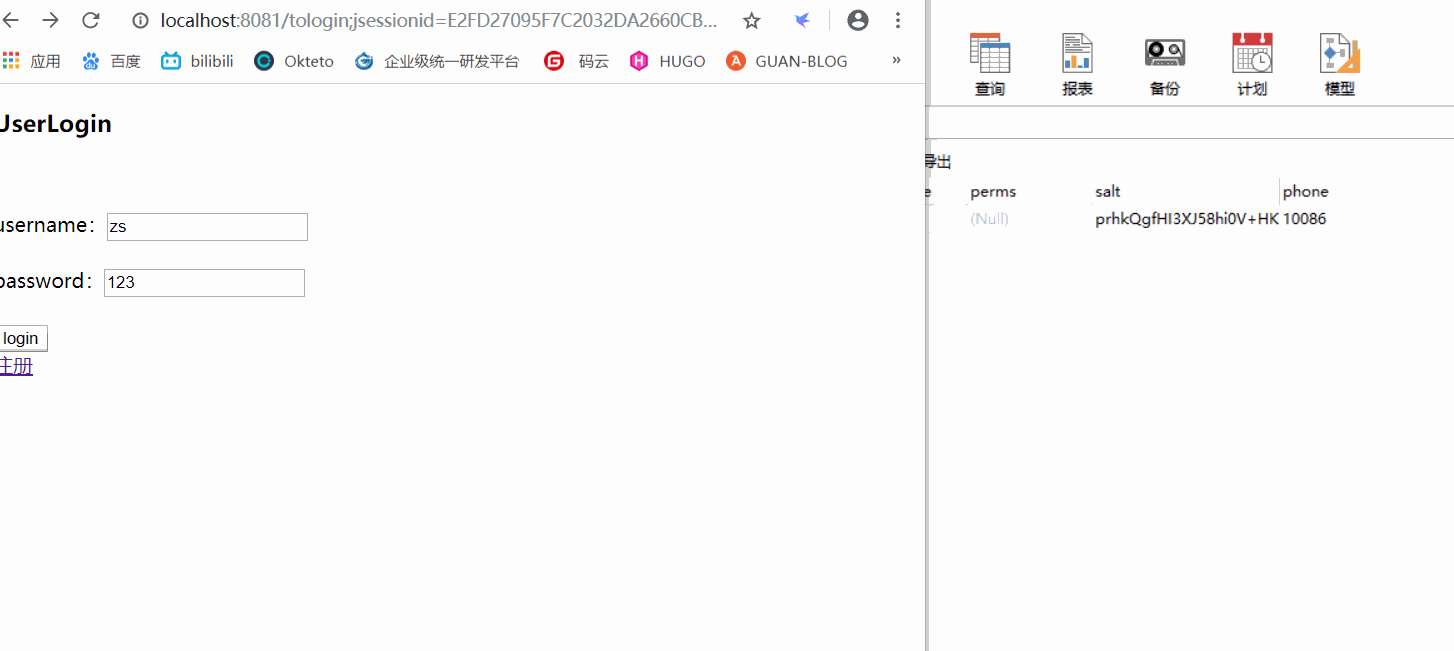 localhost:8081/tologin;jsessionid=E2FD27095F7C2032DA2660CB...
应用 百度 bilibili Okteto 企业级统一研发平台 码云 HUGO GUAN-BLOG »
UserLogin
username：zs
password：123
login
注册
查询 报表 备份 计划 模型
导出
e perms salt phone
(Null) prhkQgfHI3XJ58hi0V+HK 10086